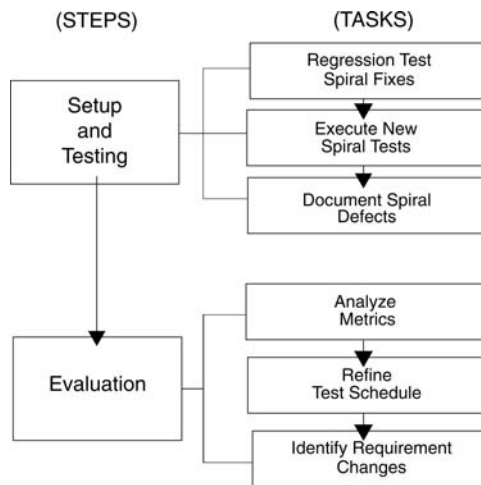 (STEPS)
(TASKS)
Setup
and
Testing
Regression Test
Spiral Fixes
Execute New
Spiral Tests
Document Spiral
Defects
Evaluation
Analyze
Metrics
Refine
Test Schedule
Identify Requirement
Changes